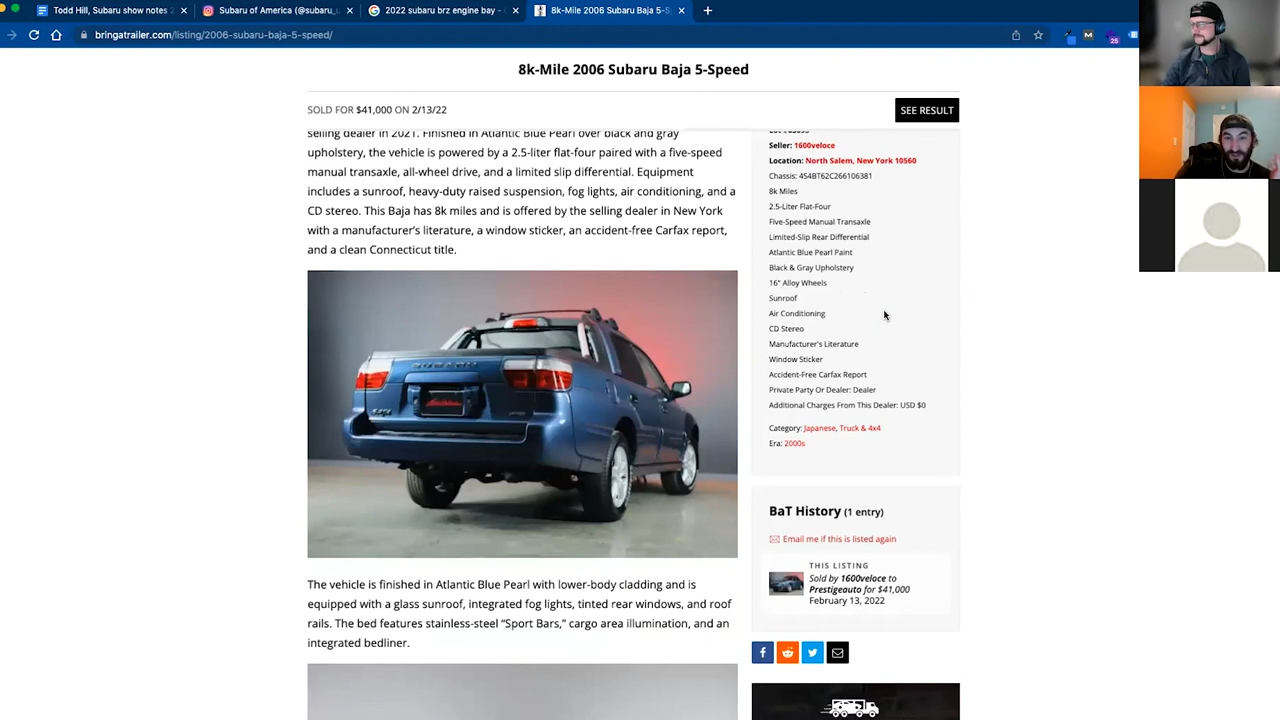 Todd Hill, Subaru show notes 2
Subaru of America (@subaru_u
2022 subaru brz engine bay -
8k-Mile 2006 Subaru Baja 5-S
bringatrailer.com/listing/2006-subaru-baja-5-speed/
25
8k-Mile 2006 Subaru Baja 5-Speed
SOLD FOR $41,000 ON 2/13/22
SEE RESULT
selling dealer in 2021. Finished in Atlantic Blue Pearl over black and gray
upholstery, the vehicle is powered by a 2.5-liter flat-four paired with a five-speed
manual transaxle, all-wheel drive, and a limited slip differential. Equipment
includes a sunroof, heavy-duty raised suspension, fog lights, air conditioning, and a
CD stereo. This Baja has 8k miles and is offered by the selling dealer in New York
with a manufacturer's literature, a window sticker, an accident-free Carfax report,
and a clean Connecticut title.
SUBARU
The vehicle is finished in Atlantic Blue Pearl with lower-body cladding and is
equipped with a glass sunroof, integrated fog lights, tinted rear windows, and roof
rails. The bed features stainless-steel “Sport Bars,” cargo area illumination, and an
integrated bedliner.
Seller: 1600veloce
Location: North Salem, New York 10560
Chassis: 4S4BT62C266106381
8k Miles
2.5-Liter Flat-Four
Five-Speed Manual Transaxle
Limited-Slip Rear Differential
Atlantic Blue Pearl Paint
Black & Gray Upholstery
16" Alloy Wheels
Sunroof
Air Conditioning
CD Stereo
Manufacturer's Literature
Window Sticker
Accident-Free Carfax Report
Private Party Or Dealer: Dealer
Additional Charges From This Dealer: USD $0
Category: Japanese, Truck & 4x4
Era: 2000s
BaT History (1 entry)
Email me if this is listed again
THIS LISTING
Sold by 1600veloce to
Prestigeauto for $41,000
February 13, 2022